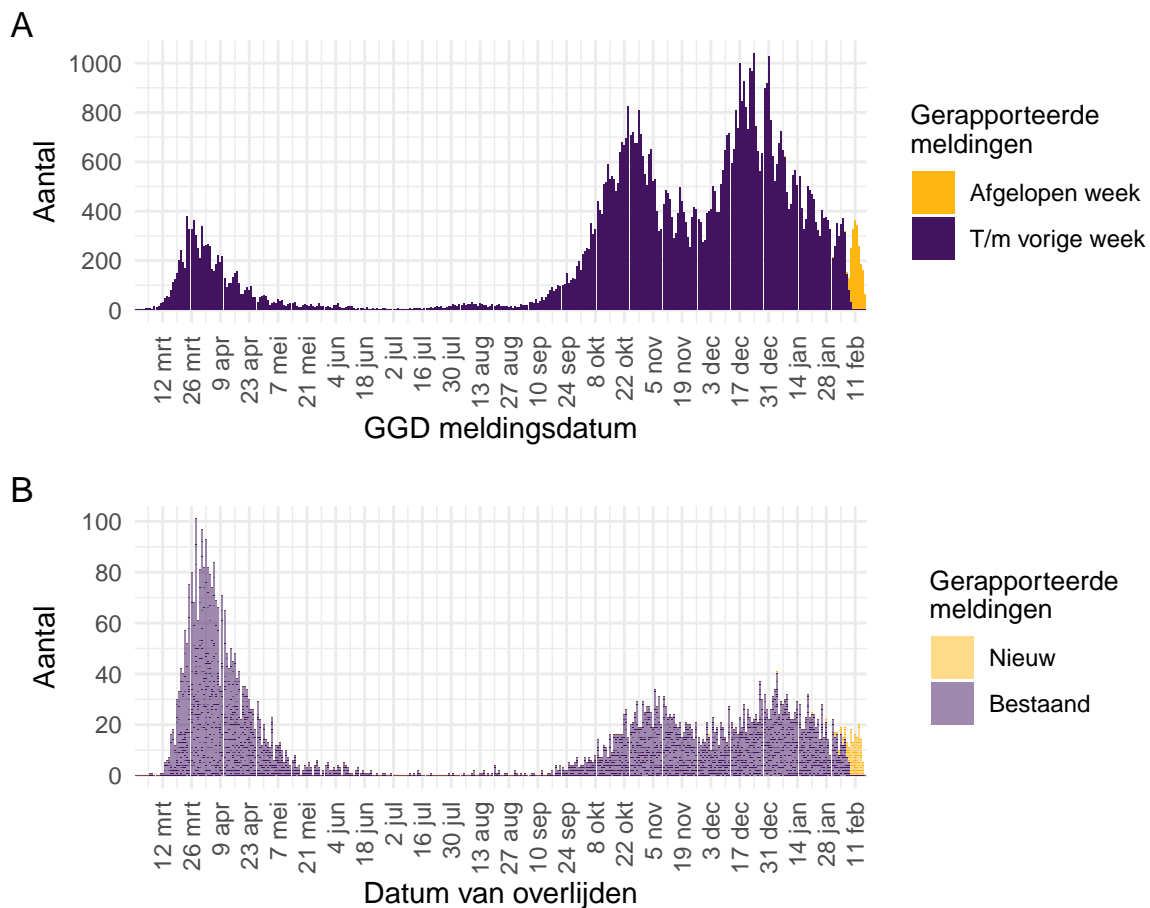 A
Aantal
1000
800
600
400
200
0
12 mrt
26 mrt
9 apr
23 apr
7 mei
21 mei
4 jun
18 jun
2 jul
16 jul
30 jul
13 aug
27 aug
10 sep
24 sep
8 okt
22 okt
5 nov
19 nov
3 dec
17 dec
31 dec
14 jan
28 jan
11 feb
GGD meldingsdatum
Gerapporteerde
meldingen
Afgelopen week
T/m vorige week
B
Aantal
100
80
60
40
20
0
12 mrt
26 mrt
9 apr
23 apr
7 mei
21 mei
4 jun
18 jun
2 jul
16 jul
30 jul
13 aug
27 aug
10 sep
24 sep
8 okt
22 okt
5 nov
19 nov
3 dec
17 dec
31 dec
14 jan
28 jan
11 feb
Datum van overlijden
Gerapporteerde
meldingen
Nieuw
Bestaand